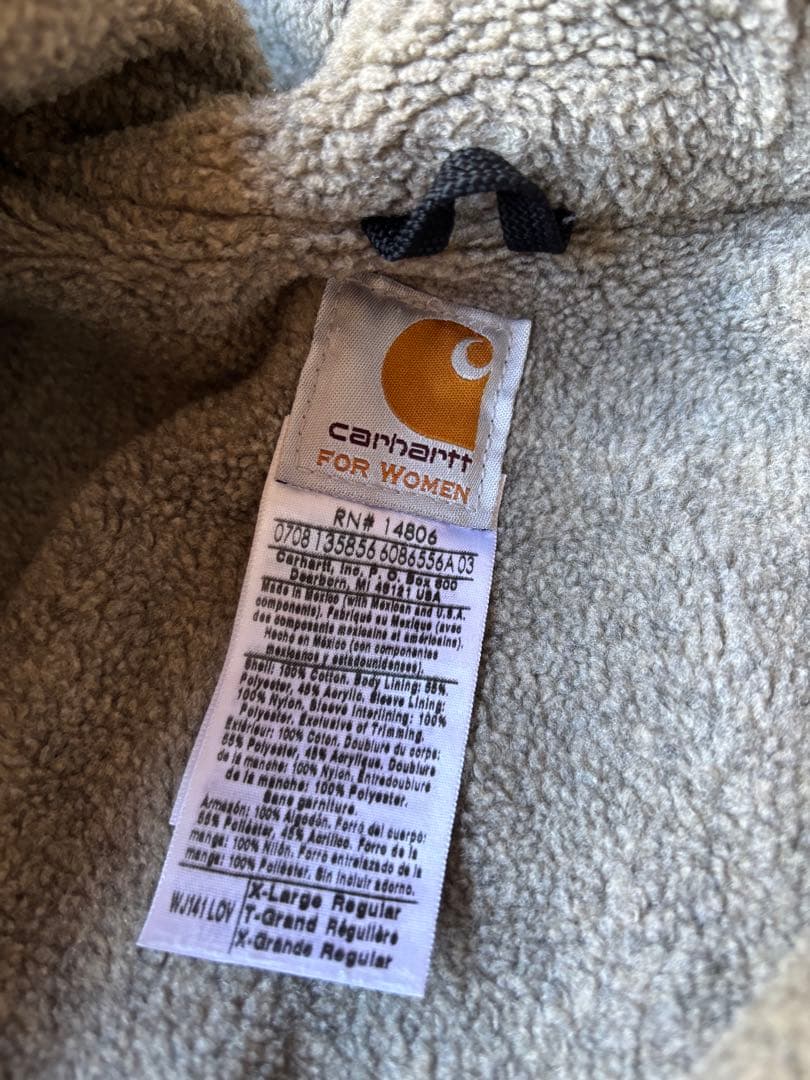 carhartt
FOR WOMEN
RN# 14806
0708 135856 6086556A 03
Carhartt, Inc, P. O. Box 600
Dearborn, MI 48121 USA
Made in Mexico (with Mexican and U.S.A.
components). Fabriqué au Mexique (avec
des composants mexicains et américains).
Hecho en México (con componentes
mexicanos y estadounidenses).
Shell: 100% Cotton. Body Lining: 55%
Polyester, 45% Acrylic. Sleeve Lining:
100% Nylon. Sleeve Interlining: 100%
Polyester. Exclusive of Trimming.
Extérieur: 100% Coton. Doublure du corps:
55% Polyester, 45% Acrylique. Doublure
de la manche: 100% Nylon. Entredoublure
de la manche: 100% Polyester.
Sans garniture.
Armazón: 100% Algodón. Forro del cuerpo:
55% Poliéster, 45% Acrílico. Forro de la
manga: 100% Nilón. Forro entretelado de la
manga: 100% Poliéster. Sin incluir adorno.
WJ141 LOV X-Large Regular
T-Grand Régulière
X-Grande Regular